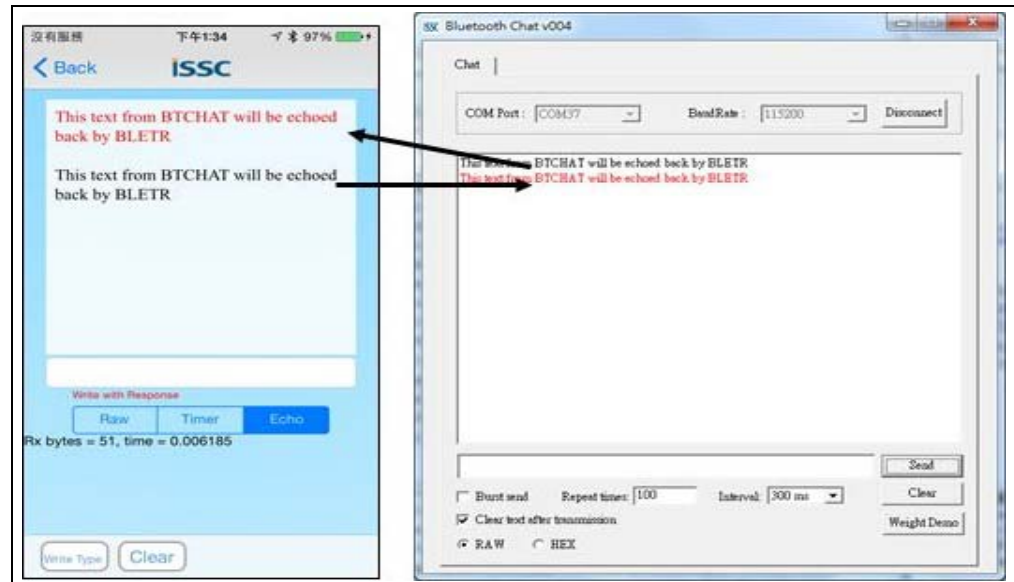 沒有服務 下午1:34 97%
Back ISSC
This text from BTCHAT will be echoed
back by BLETR
This text from BTCHAT will be echoed
back by BLETR
Write with Response
Raw Timer Echo
Rx bytes = 51, time = 0.006185
Write Type Clear
Bluetooth Chat v004
Chat
COM Port : COM37 BaudRate : 115200 Disconnect
This text from BTCHAT will be echoed back by BLETR
This text from BTCHAT will be echoed back by BLETR
Send
Burst send Repeat times: 100 Interval: 300 ms Clear
Clear text after transmission Weight Demo
RAW HEX